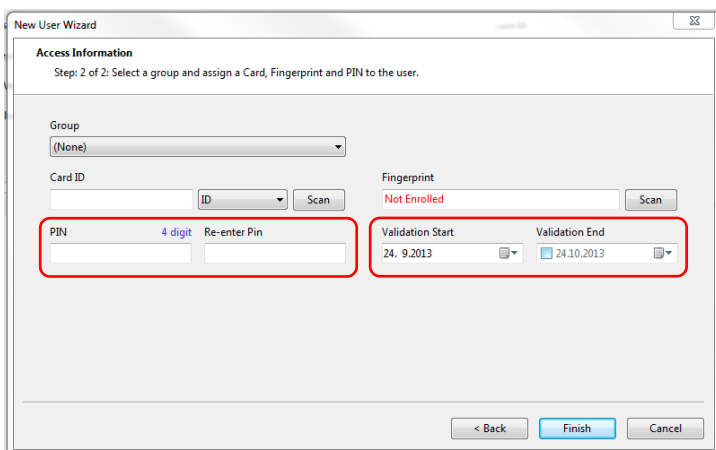 New User Wizard
Access Information
Step: 2 of 2: Select a group and assign a Card, Fingerprint and PIN to the user.
Group
(None)
Card ID
Fingerprint
ID
Scan
Not Enrolled
Scan
PIN 4 digit Re-enter Pin
Validation Start Validation End
24. 9.2013
24.10.2013
< Back Finish Cancel